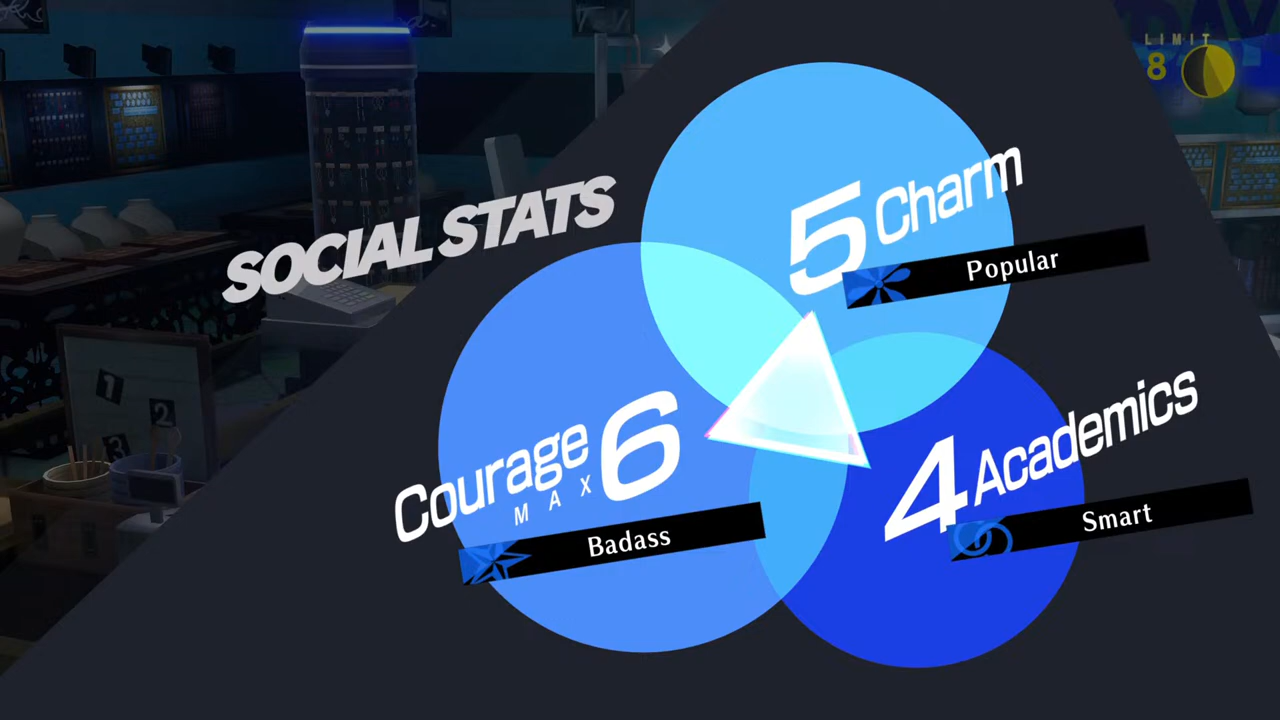 LIMIT
8
SOCIAL STATS
5 Charm
Popular
Courage 6
MAX
Badass
4 Academics
Smart
1
2
3